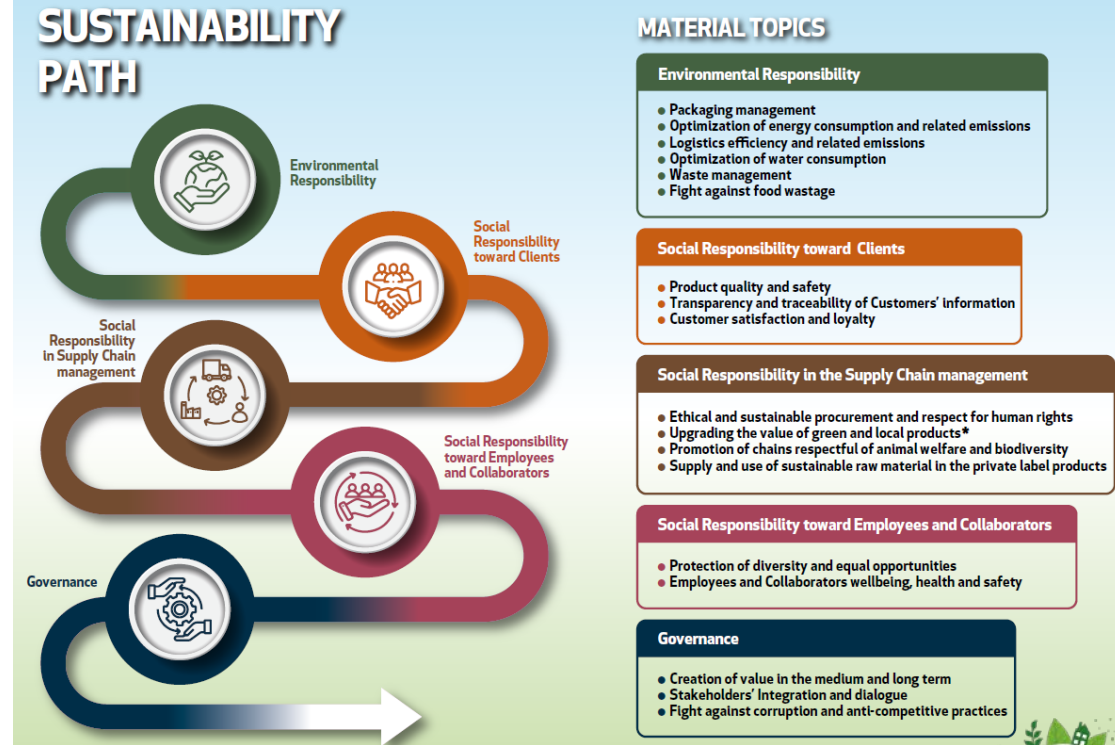 SUSTAINABILITY
PATH
Environmental
Responsibility
Social
Responsibility
toward Clients
Social
Responsibility
in Supply Chain
management
Social Responsibility
toward Employees
and Collaborators
Governance
MATERIAL TOPICS
Environmental Responsibility
● Packaging management
● Optimization of energy consumption and related emissions
● Logistics efficiency and related emissions
● Optimization of water consumption
● Waste management
● Fight against food wastage
Social Responsibility toward Clients
● Product quality and safety
● Transparency and traceability of Customers' information
● Customer satisfaction and loyalty
Social Responsibility in the Supply Chain management
● Ethical and sustainable procurement and respect for human rights
● Upgrading the value of green and local products*
● Promotion of chains respectful of animal welfare and biodiversity
● Supply and use of sustainable raw material in the private label products
Social Responsibility toward Employees and Collaborators
● Protection of diversity and equal opportunities
● Employees and Collaborators wellbeing, health and safety
Governance
● Creation of value in the medium and long term
● Stakeholders' Integration and dialogue
● Fight against corruption and anti-competitive practices